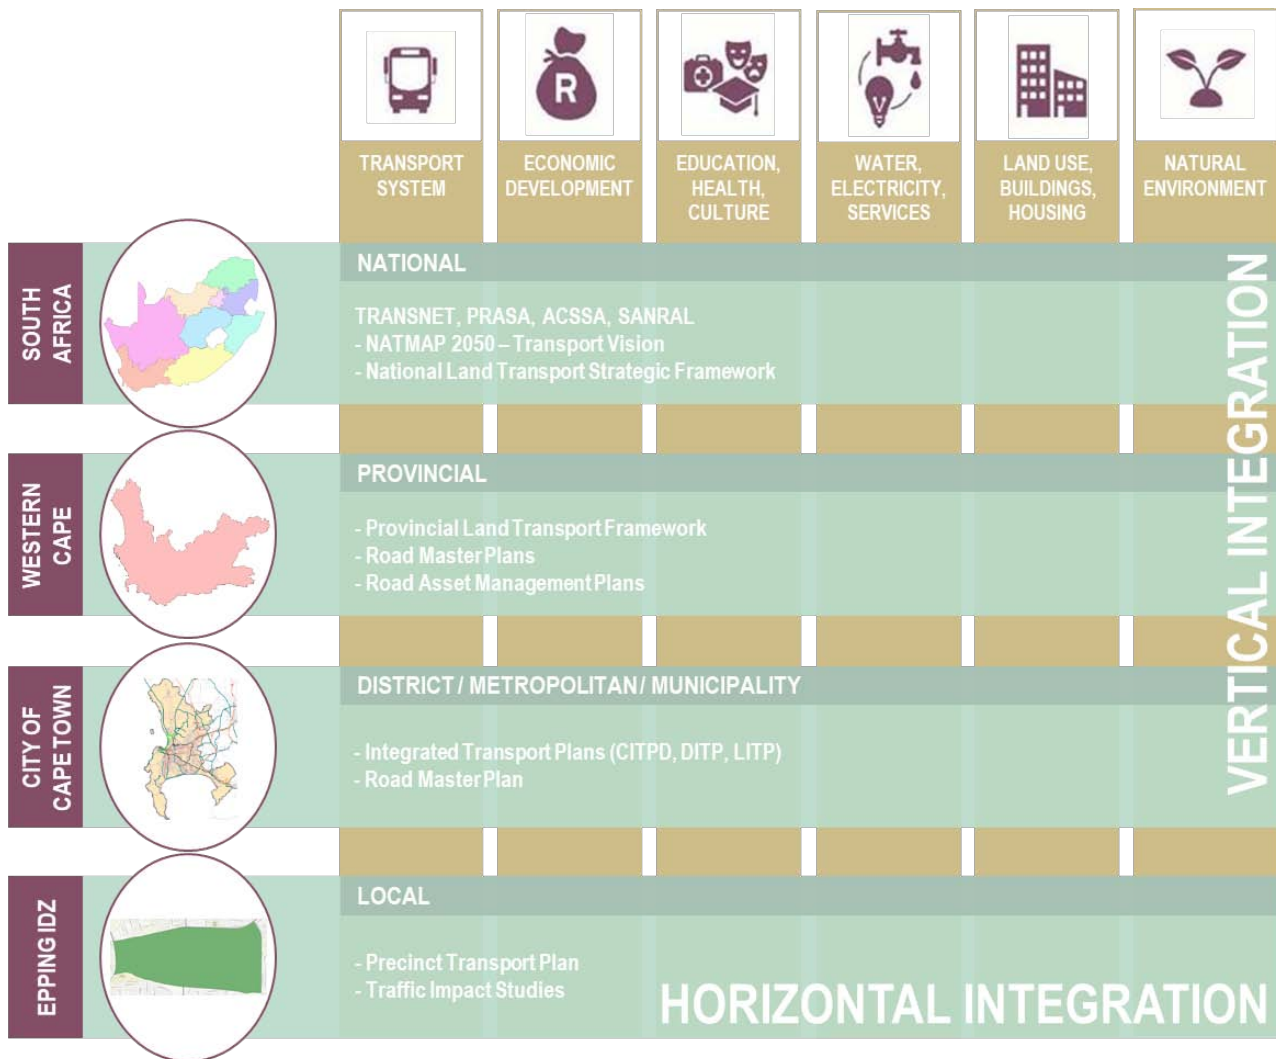 R
V
TRANSPORT
SYSTEM
ECONOMIC
DEVELOPMENT
EDUCATION,
HEALTH,
CULTURE
WATER,
ELECTRICITY,
SERVICES
LAND USE,
BUILDINGS,
HOUSING
NATURAL
ENVIRONMENT
SOUTH
AFRICA
NATIONAL
TRANSNET, PRASA, ACSSA, SANRAL
- NATMAP 2050 – Transport Vision
- National Land Transport Strategic Framework
WESTERN
CAPE
PROVINCIAL
- Provincial Land Transport Framework
- Road Master Plans
- Road Asset Management Plans
CITY OF
CAPE TOWN
DISTRICT / METROPOLITAN / MUNICIPALITY
- Integrated Transport Plans (CITPD, DITP, LITP)
- Road Master Plan
EPPING IDZ
LOCAL
- Precinct Transport Plan
- Traffic Impact Studies
VERTICAL INTEGRATION
HORIZONTAL INTEGRATION